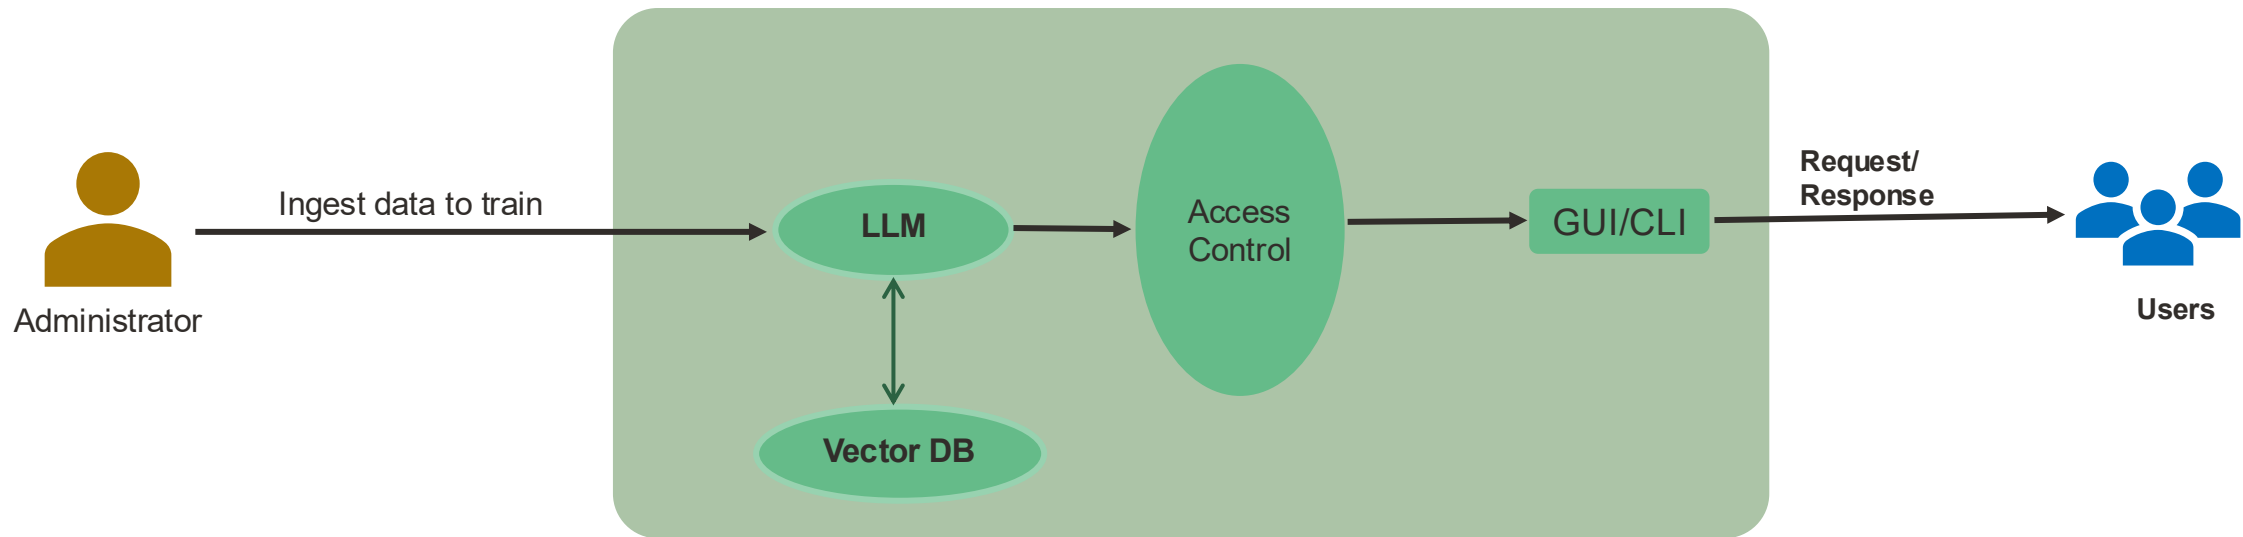 Administrator
Ingest data to train
LLM
Vector DB
Access
Control
GUI/CLI
Request/
Response
Users